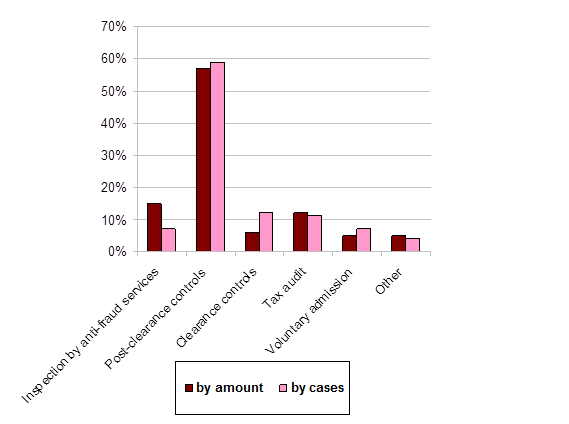 70%
60%
50%
40%
30%
20%
10%
0%
Inspection by anti-fraud services
Post-clearance controls
Clearance controls
Tax audit
Voluntary admission
Other
by amount by cases